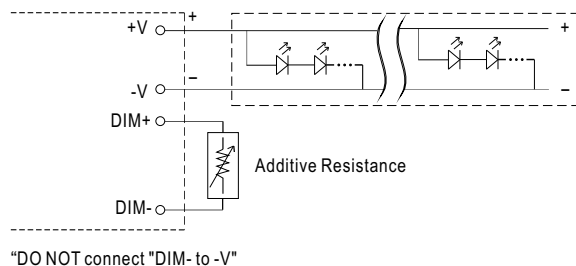 +V
+
+
-V
−
−
DIM+
Additive Resistance
DIM-
"DO NOT connect "DIM- to -V"